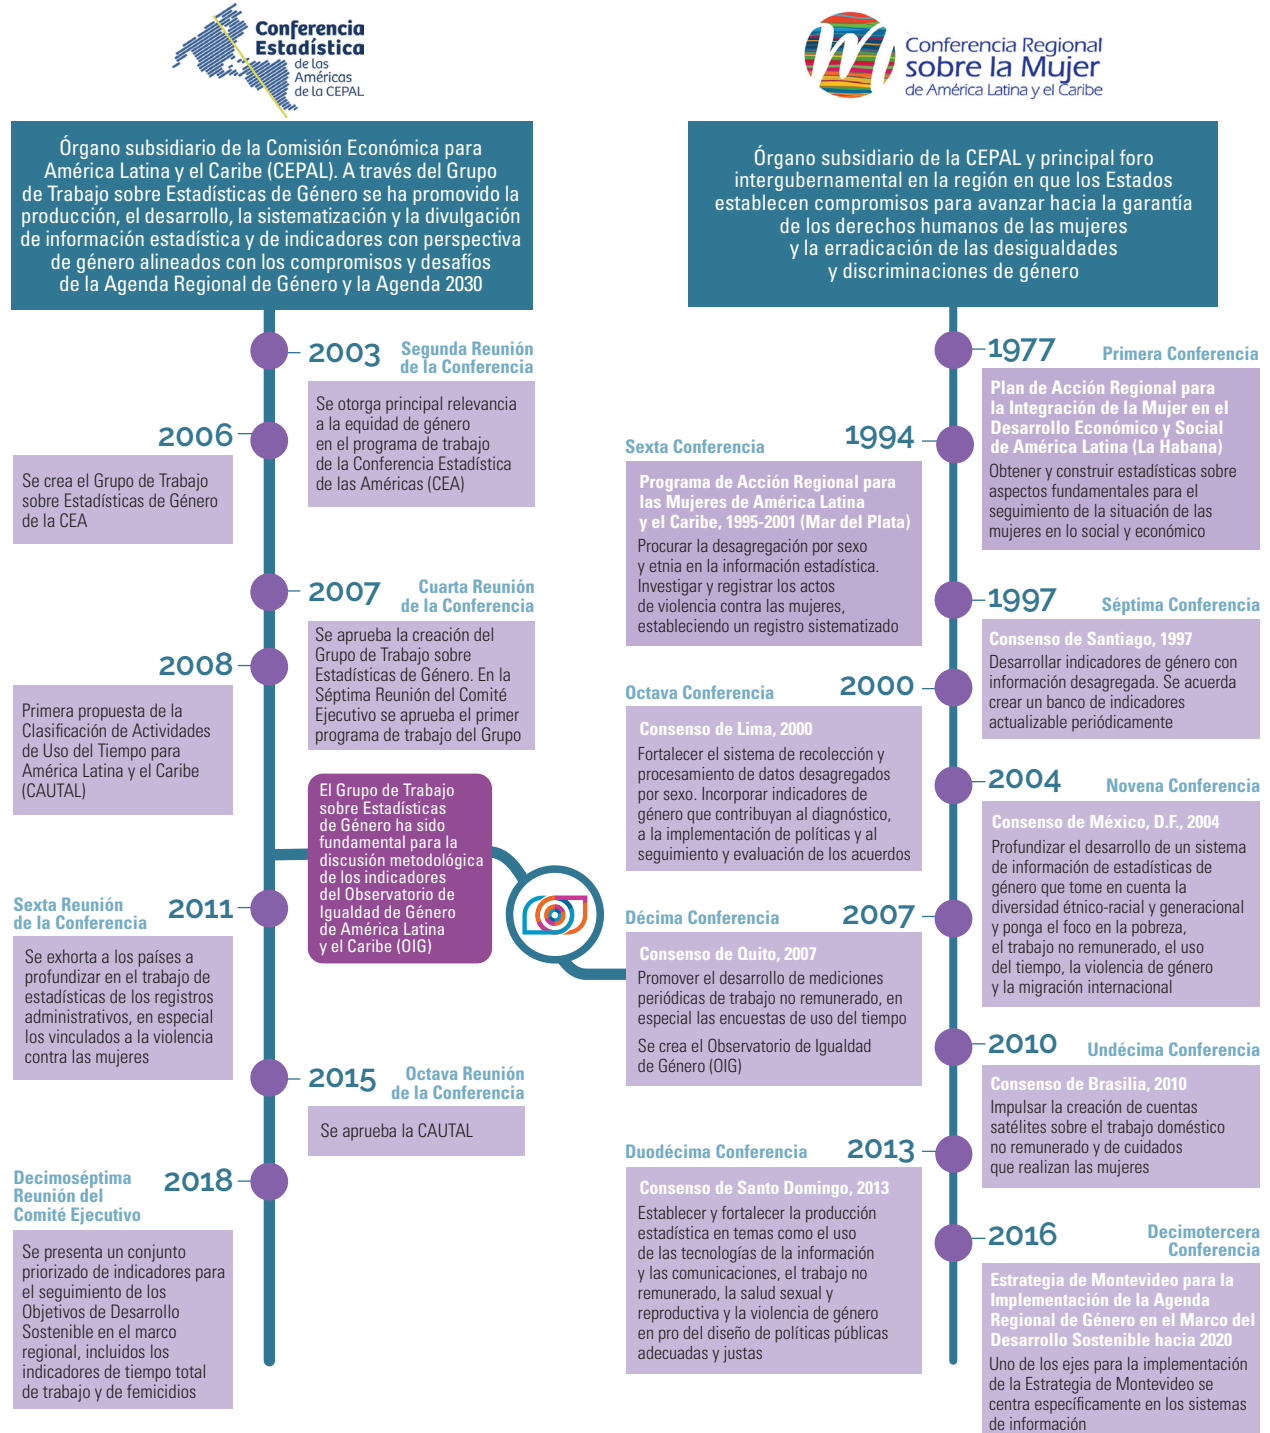 Conferencia
Estadística
de las
Américas
de la CEPAL
Órgano subsidiario de la Comisión Económica para
América Latina y el Caribe (CEPAL). A través del Grupo
de Trabajo sobre Estadísticas de Género se ha promovido la
producción, el desarrollo, la sistematización y la divulgación
de información estadística y de indicadores con perspectiva
de género alineados con los compromisos y desafíos
de la Agenda Regional de Género y la Agenda 2030
2003
Segunda Reunión
de la Conferencia
Se otorga principal relevancia
a la equidad de género
en el programa de trabajo
de la Conferencia Estadística
de las Américas (CEA)
2006
Se crea el Grupo de Trabajo
sobre Estadísticas de Género
de la CEA
2007
Cuarta Reunión
de la Conferencia
Se aprueba la creación del
Grupo de Trabajo sobre
Estadísticas de Género. En la
Séptima Reunión del Comité
Ejecutivo se aprueba el primer
programa de trabajo del Grupo
2008
Primera propuesta de la
Clasificación de Actividades
de Uso del Tiempo para
América Latina y el Caribe
(CAUTAL)
El Grupo de Trabajo
sobre Estadísticas
de Género ha sido
fundamental para la
discusión metodológica
de los indicadores
del Observatorio de
Igualdad de Género
de América Latina
y el Caribe (OIG)
Sexta Reunión
de la Conferencia
2011
Se exhorta a los países a
profundizar en el trabajo de
estadísticas de los registros
administrativos, en especial
los vinculados a la violencia
contra las mujeres
2015
Octava Reunión
de la Conferencia
Se aprueba la CAUTAL
Decimoséptima
Reunión del
Comité Ejecutivo
2018
Se presenta un conjunto
priorizado de indicadores para
el seguimiento de los
Objetivos de Desarrollo
Sostenible en el marco
regional, incluidos los
indicadores de tiempo total
de trabajo y de femicidios
m
Conferencia Regional
sobre la Mujer
de América Latina y el Caribe
Órgano subsidiario de la CEPAL y principal foro
intergubernamental en la región en que los Estados
establecen compromisos para avanzar hacia la garantía
de los derechos humanos de las mujeres
y la erradicación de las desigualdades
y discriminaciones de género
1977
Primera Conferencia
Plan de Acción Regional para
la Integración de la Mujer en el
Desarrollo Económico y Social
de América Latina (La Habana)
Obtener y construir estadísticas sobre
aspectos fundamentales para el
seguimiento de la situación de las
mujeres en lo social y económico
Sexta Conferencia
1994
Programa de Acción Regional para
las Mujeres de América Latina
y el Caribe, 1995-2001 (Mar del Plata)
Procurar la desagregación por sexo
y etnia en la información estadística.
Investigar y registrar los actos
de violencia contra las mujeres,
estableciendo un registro sistematizado
1997
Séptima Conferencia
Consenso de Santiago, 1997
Desarrollar indicadores de género con
información desagregada. Se acuerda
crear un banco de indicadores
actualizable periódicamente
Octava Conferencia
2000
Consenso de Lima, 2000
Fortalecer el sistema de recolección y
procesamiento de datos desagregados
por sexo. Incorporar indicadores de
género que contribuyan al diagnóstico,
a la implementación de políticas y al
seguimiento y evaluación de los acuerdos
2004
Novena Conferencia
Consenso de México, D.F., 2004
Profundizar el desarrollo de un sistema
de información de estadísticas de
género que tome en cuenta la
diversidad étnico-racial y generacional
y ponga el foco en la pobreza,
el trabajo no remunerado, el uso
del tiempo, la violencia de género
y la migración internacional
Décima Conferencia
2007
Consenso de Quito, 2007
Promover el desarrollo de mediciones
periódicas de trabajo no remunerado, en
especial las encuestas de uso del tiempo
Se crea el Observatorio de Igualdad
de Género (OIG)
2010
Undécima Conferencia
Consenso de Brasilia, 2010
Impulsar la creación de cuentas
satélites sobre el trabajo doméstico
no remunerado y de cuidados
que realizan las mujeres
Duodécima Conferencia
2013
Consenso de Santo Domingo, 2013
Establecer y fortalecer la producción
estadística en temas como el uso
de las tecnologías de la información
y las comunicaciones, el trabajo no
remunerado, la salud sexual y
reproductiva y la violencia de género
en pro del diseño de políticas públicas
adecuadas y justas
2016
Decimotercera
Conferencia
Estrategia de Montevideo para la
Implementación de la Agenda
Regional de Género en el Marco del
Desarrollo Sostenible hacia 2020
Uno de los ejes para la implementación
de la Estrategia de Montevideo se
centra específicamente en los sistemas
de información